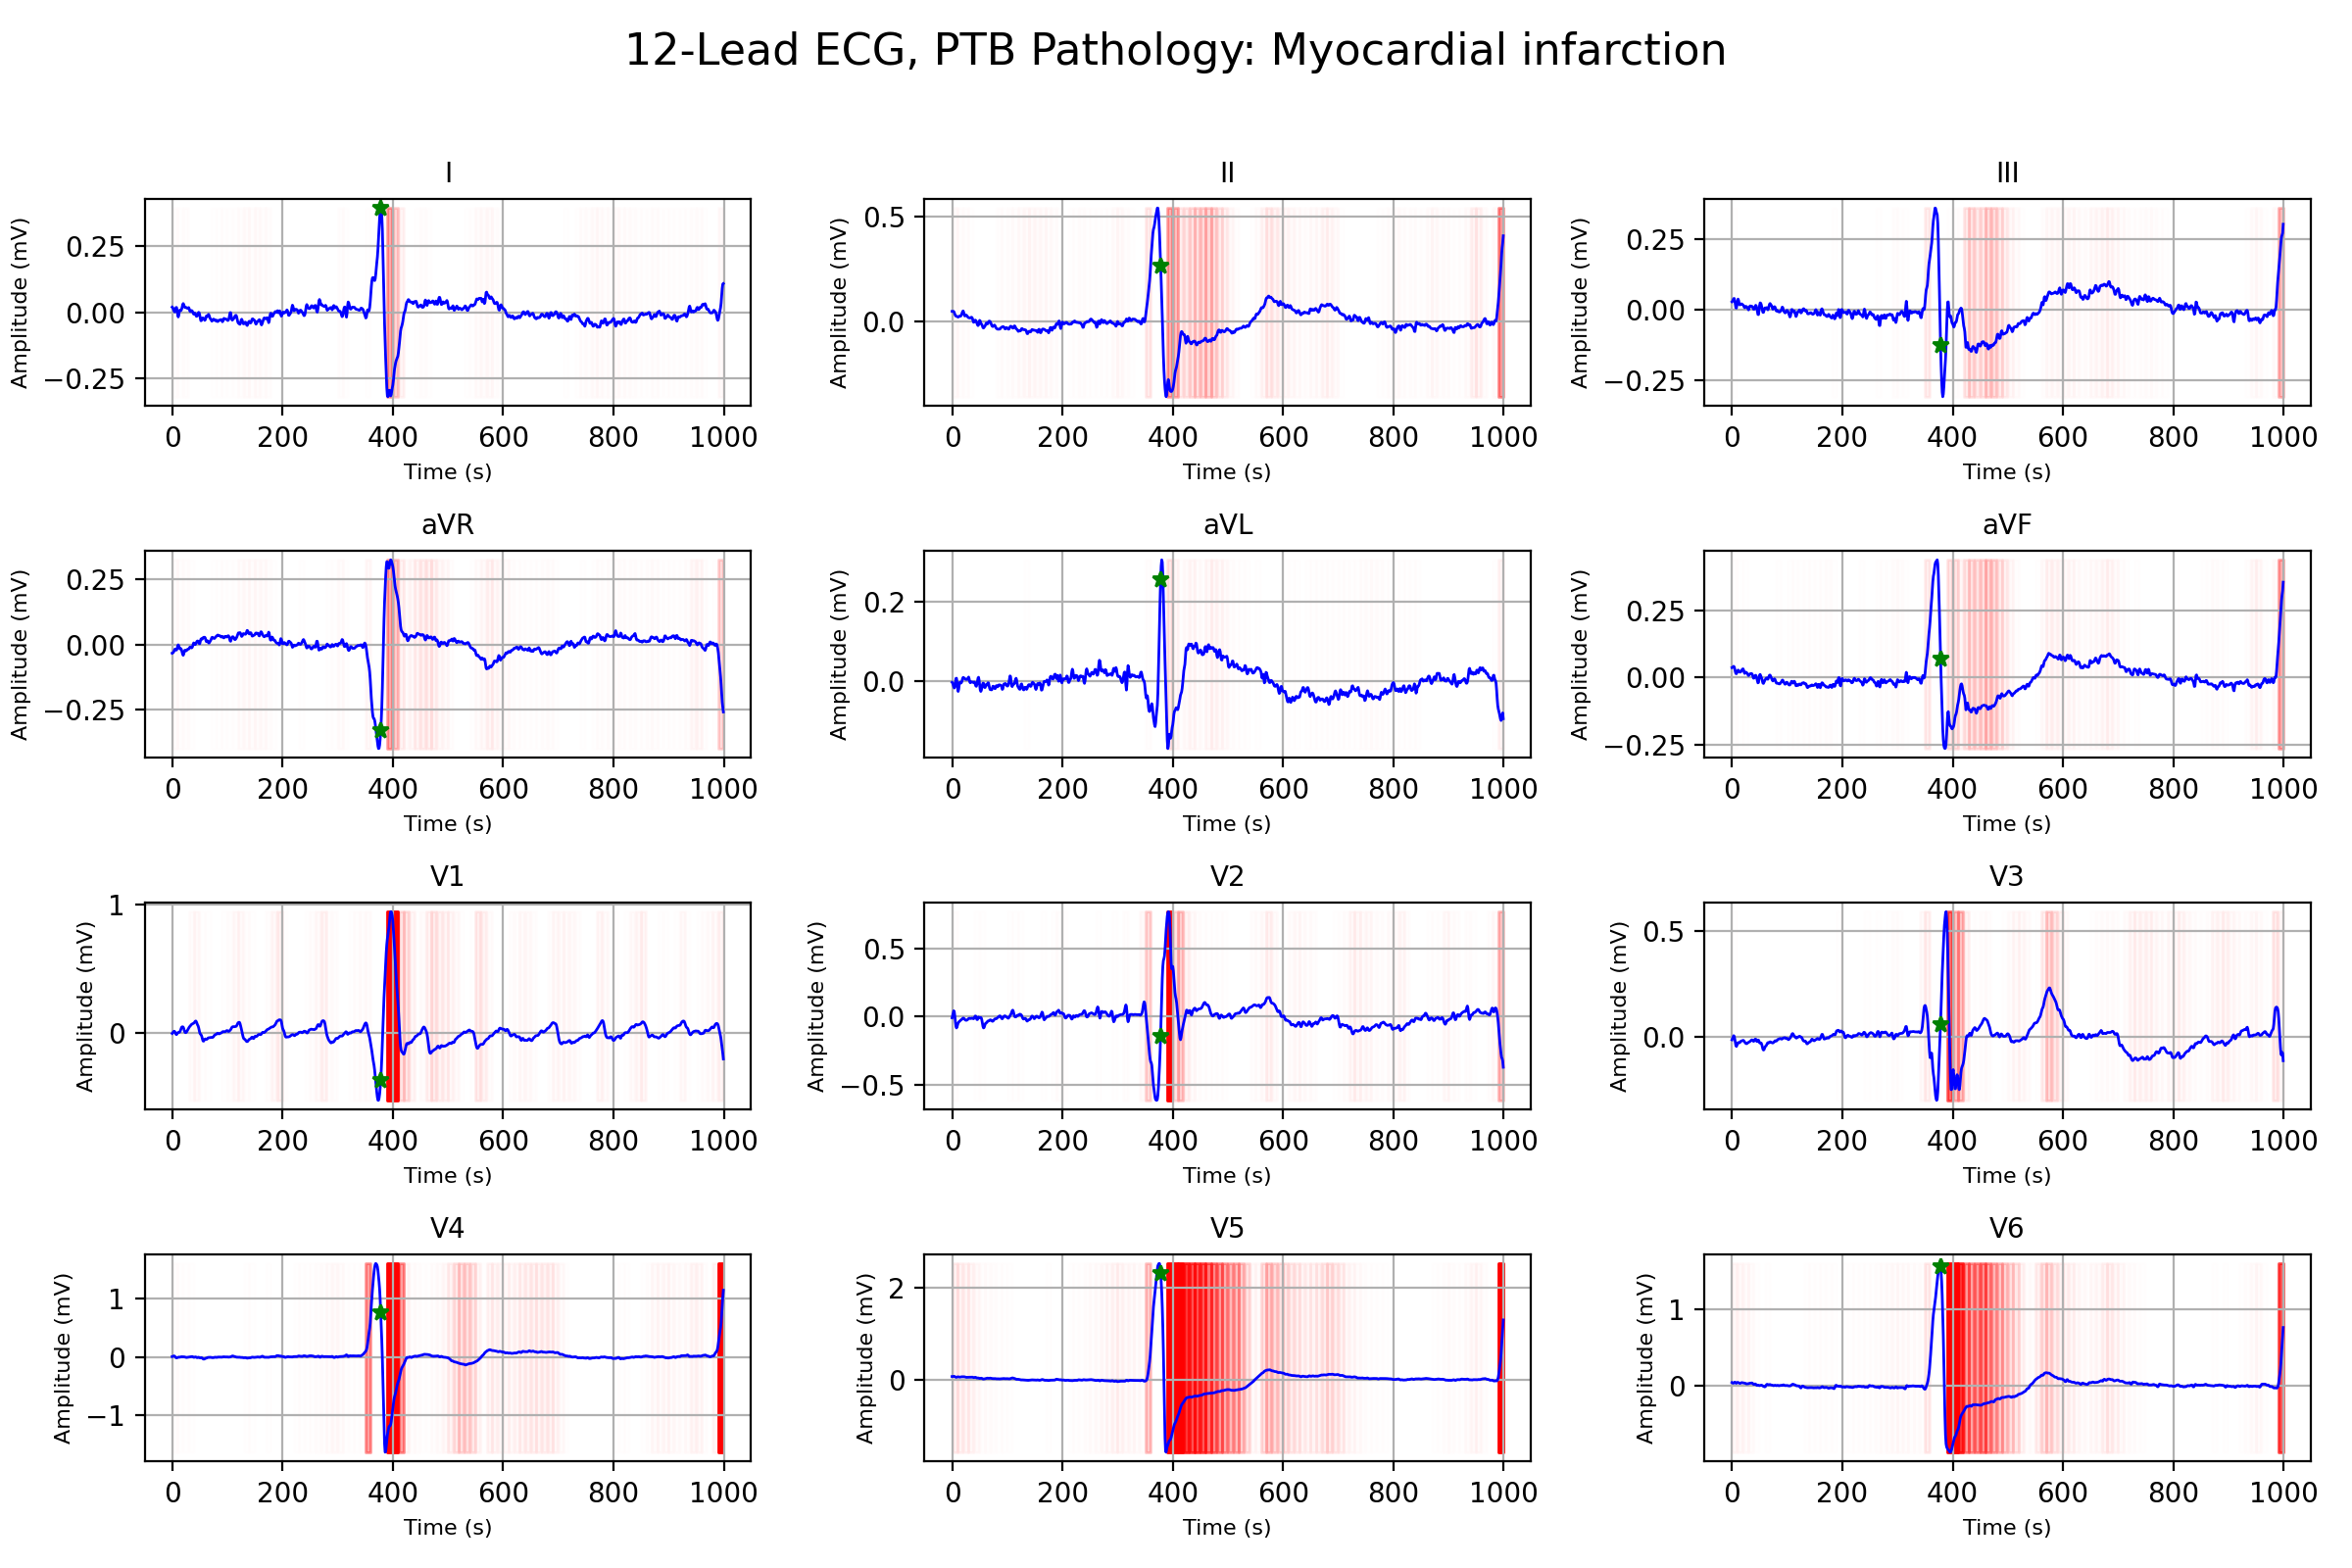 12-Lead ECG, PTB Pathology: Myocardial infarction
I
II
III
Amplitude (mV)
0.25
0.00
−0.25
0 200 400 600 800 1000
Time (s)
Amplitude (mV)
0.5
0.0
0 200 400 600 800 1000
Time (s)
Amplitude (mV)
0.25
0.00
−0.25
0 200 400 600 800 1000
Time (s)
aVR
aVL
aVF
Amplitude (mV)
0.25
0.00
−0.25
0 200 400 600 800 1000
Time (s)
Amplitude (mV)
0.2
0.0
0 200 400 600 800 1000
Time (s)
Amplitude (mV)
0.25
0.00
−0.25
0 200 400 600 800 1000
Time (s)
V1
V2
V3
Amplitude (mV)
1
0
0 200 400 600 800 1000
Time (s)
Amplitude (mV)
0.5
0.0
−0.5
0 200 400 600 800 1000
Time (s)
Amplitude (mV)
0.5
0.0
0 200 400 600 800 1000
Time (s)
V4
V5
V6
Amplitude (mV)
1
0
−1
0 200 400 600 800 1000
Time (s)
Amplitude (mV)
2
0
0 200 400 600 800 1000
Time (s)
Amplitude (mV)
1
0
0 200 400 600 800 1000
Time (s)